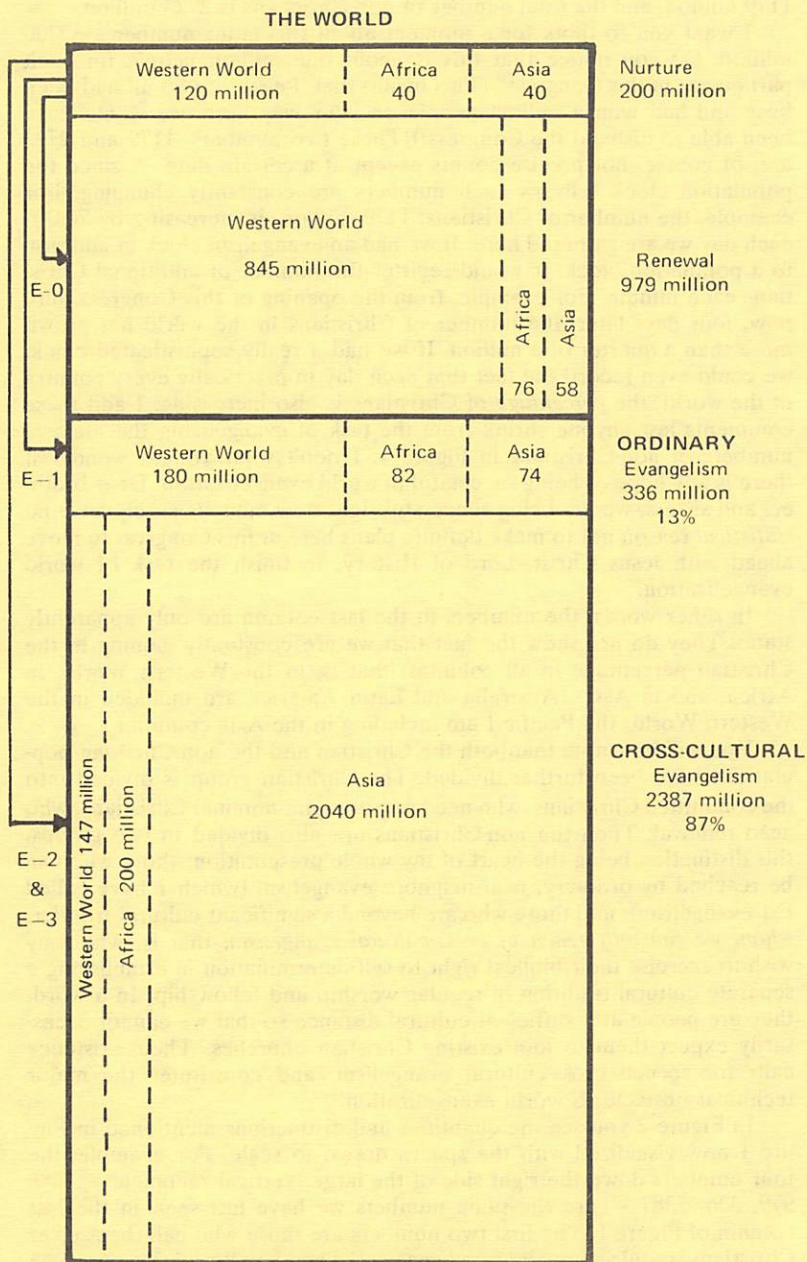 THE WORLD
Western World
120 million
Africa
40
Asia
40
Nurture
200 million
Western World
845 million
Africa
76
Asia
58
Renewal
979 million
E-0
E-1
Western World
180 million
Africa
82
Asia
74
ORDINARY
Evangelism
336 million
13%
Western World 147 million
Africa 200 million
Asia
2040 million
CROSS-CULTURAL
Evangelism
2387 million
87%
E-2
&
E-3